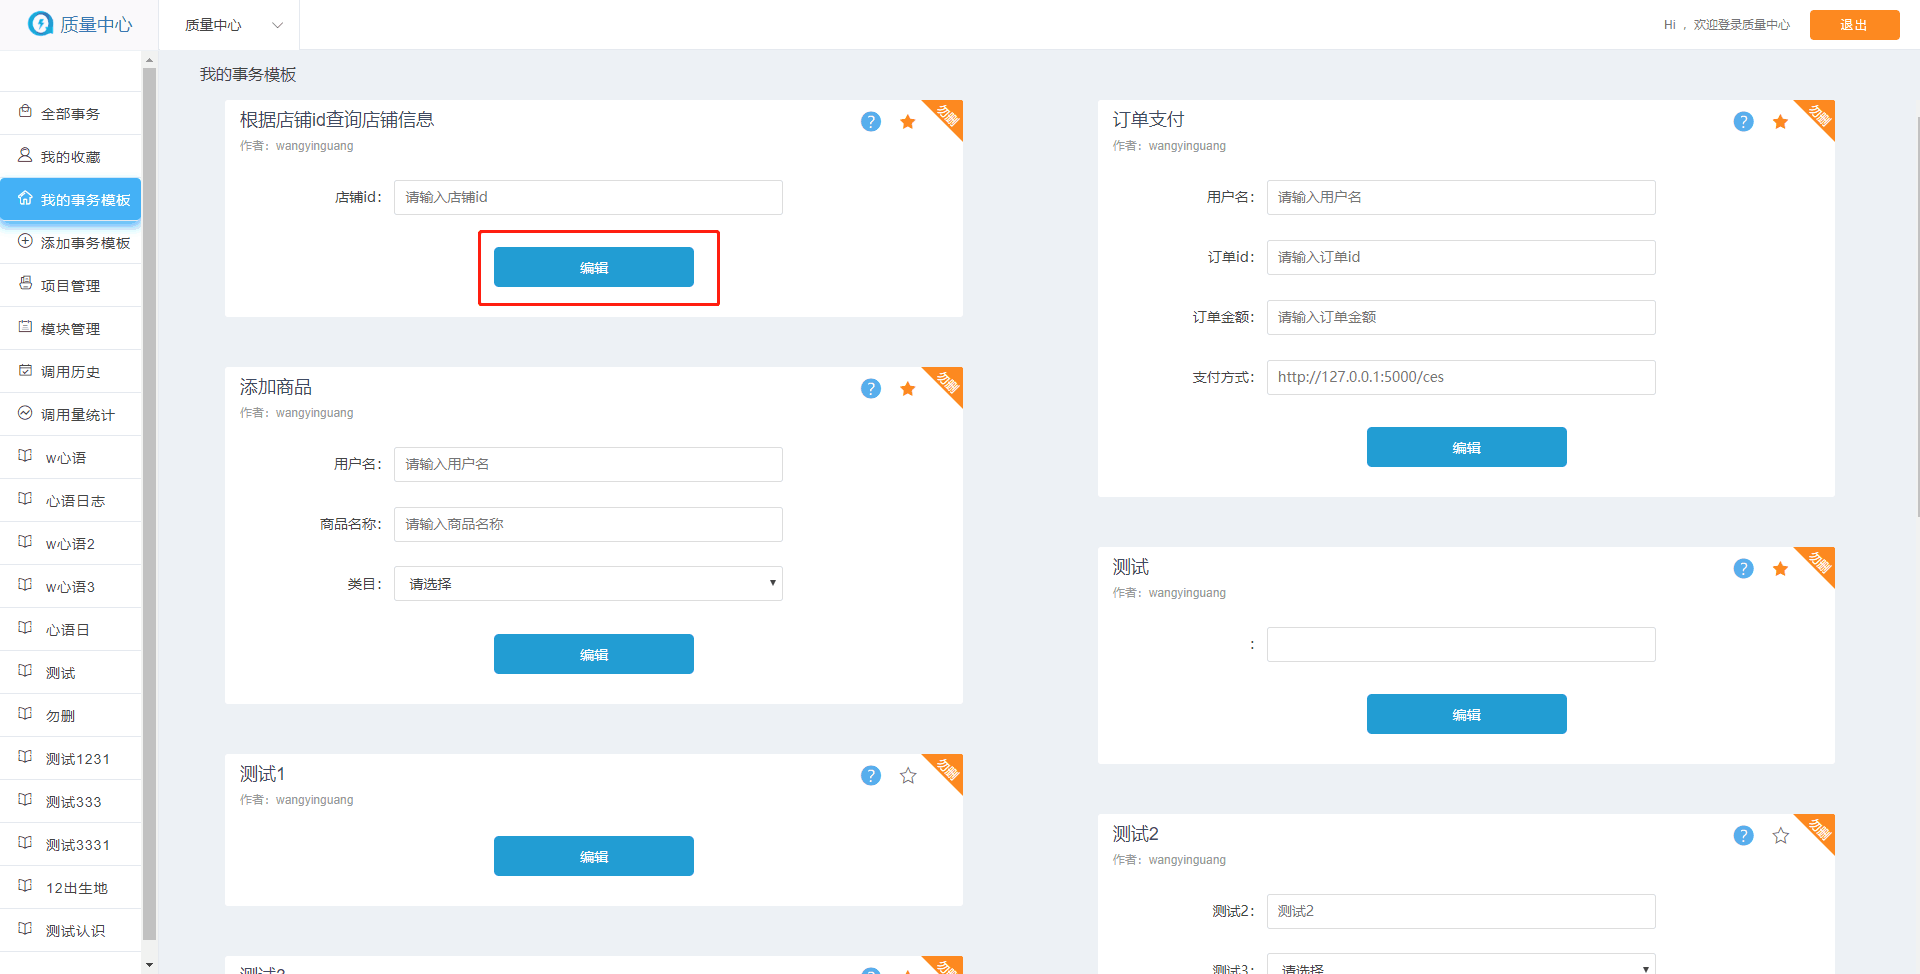 质量中心
质量中心
Hi ，欢迎登录质量中心
退出
全部事务
我的收藏
我的事务模板
添加事务模板
项目管理
模块管理
调用历史
调用量统计
w心语
心语日志
w心语2
w心语3
心语日
测试
勿删
测试1231
测试333
测试3331
12出生地
测试认识
我的事务模板
根据店铺id查询店铺信息
?
勿删
作者：wangyinguang
店铺id：
请输入店铺id
编辑
添加商品
?
勿删
作者：wangyinguang
用户名：
请输入用户名
商品名称：
请输入商品名称
类目：
请选择
编辑
测试1
?
勿删
作者：wangyinguang
编辑
勿删
订单支付
?
勿删
作者：wangyinguang
用户名：
请输入用户名
订单id：
请输入订单id
订单金额：
请输入订单金额
支付方式：
http://127.0.0.1:5000/ces
编辑
测试
?
勿删
作者：wangyinguang
：
编辑
测试2
?
勿删
作者：wangyinguang
测试2：
测试2
测试3：
请选择